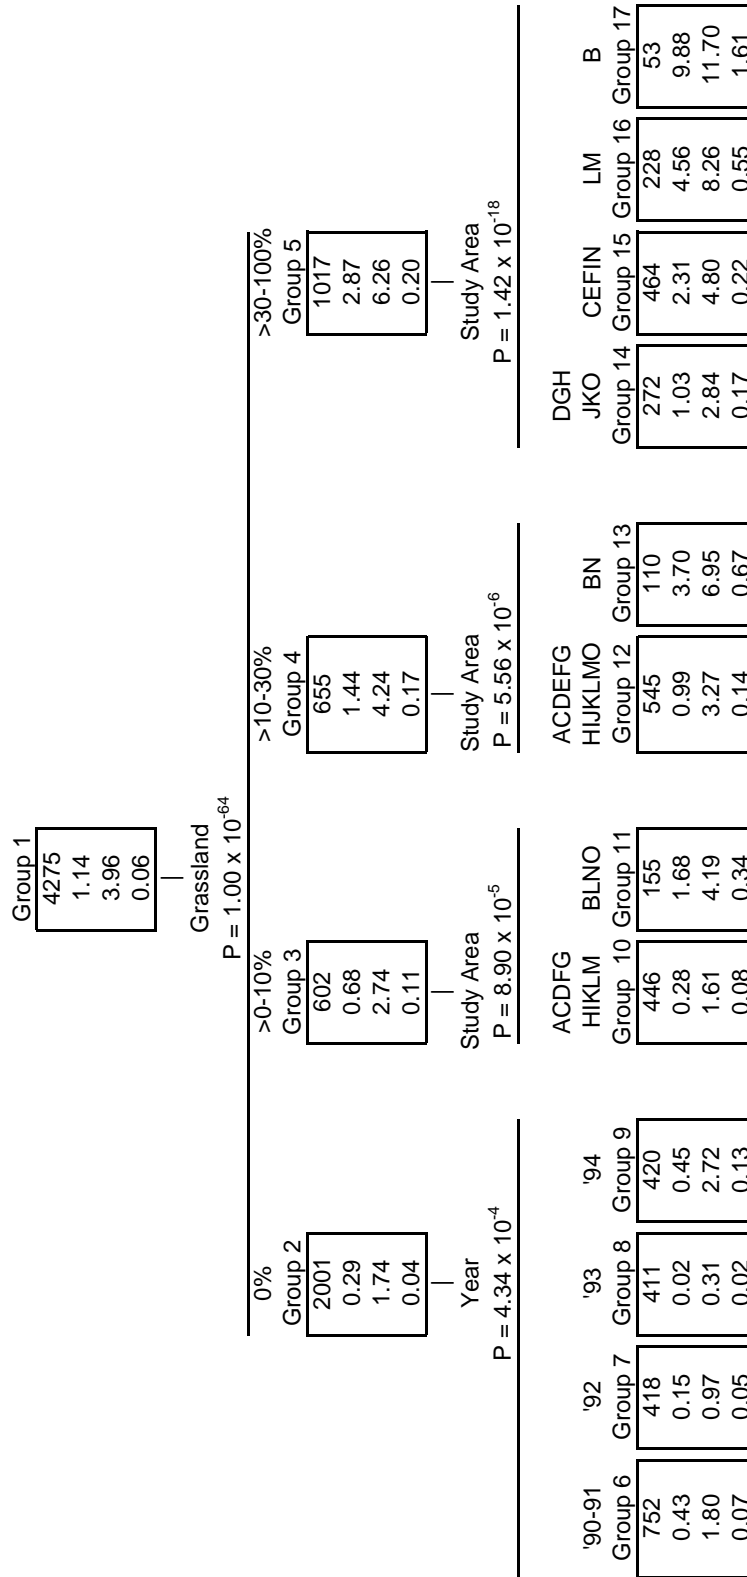 Group 1
4275
1.14
3.96
0.06
Grassland
P = 1.00 x 10-64
0%
Group 2
2001
0.29
1.74
0.04
Year
P = 4.34 x 10-4
>0-10%
Group 3
602
0.68
2.74
0.11
Study Area
P = 8.90 x 10-5
>10-30%
Group 4
655
1.44
4.24
0.17
Study Area
P = 5.56 x 10-6
>30-100%
Group 5
1017
2.87
6.26
0.20
Study Area
P = 1.42 x 10-18
'90-91
Group 6
752
0.43
1.80
0.07
'92
Group 7
418
0.15
0.97
0.05
'93
Group 8
411
0.02
0.31
0.02
'94
Group 9
420
0.45
2.72
0.13
ACDFG
HIKLM
Group 10
446
0.28
1.61
0.08
BLNO
Group 11
155
1.68
4.19
0.34
ACDEFG
HIJKLMO
Group 12
545
0.99
3.27
0.14
BN
Group 13
110
3.70
6.95
0.67
DGH
JKO
Group 14
272
1.03
2.84
0.17
CEFIN
Group 15
464
2.31
4.80
0.22
LM
Group 16
228
4.56
8.26
0.55
B
Group 17
53
9.88
11.70
1.61